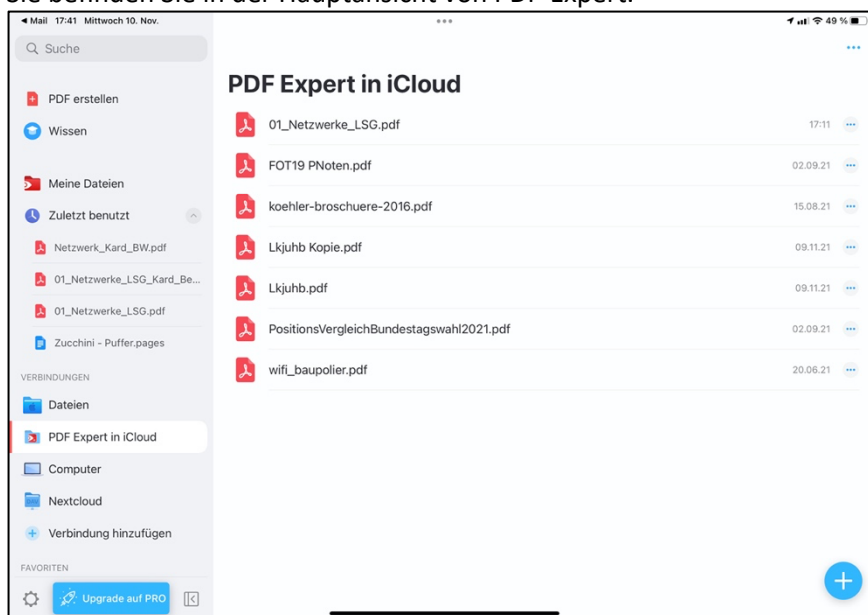 Sie befinden Sie in der Hauptansicht von PDF Expert.
◂ Mail 17:41 Mittwoch 10. Nov.
49 %
Suche
PDF erstellen
Wissen
Meine Dateien
Zuletzt benutzt
Netzwerk_Kard_BW.pdf
01_Netzwerke_LSG_Kard_Be...
01_Netzwerke_LSG.pdf
Zucchini - Puffer.pages
VERBINDUNGEN
Dateien
PDF Expert in iCloud
Computer
Nextcloud
Verbindung hinzufügen
FAVORITEN
Upgrade auf PRO
PDF Expert in iCloud
01_Netzwerke_LSG.pdf 17:11
FOT19 PNoten.pdf 02.09.21
koehler-broschuere-2016.pdf 15.08.21
Lkjuhb Kopie.pdf 09.11.21
Lkjuhb.pdf 09.11.21
PositionsVergleichBundestagswahl2021.pdf 02.09.21
wifi_baupolier.pdf 20.06.21